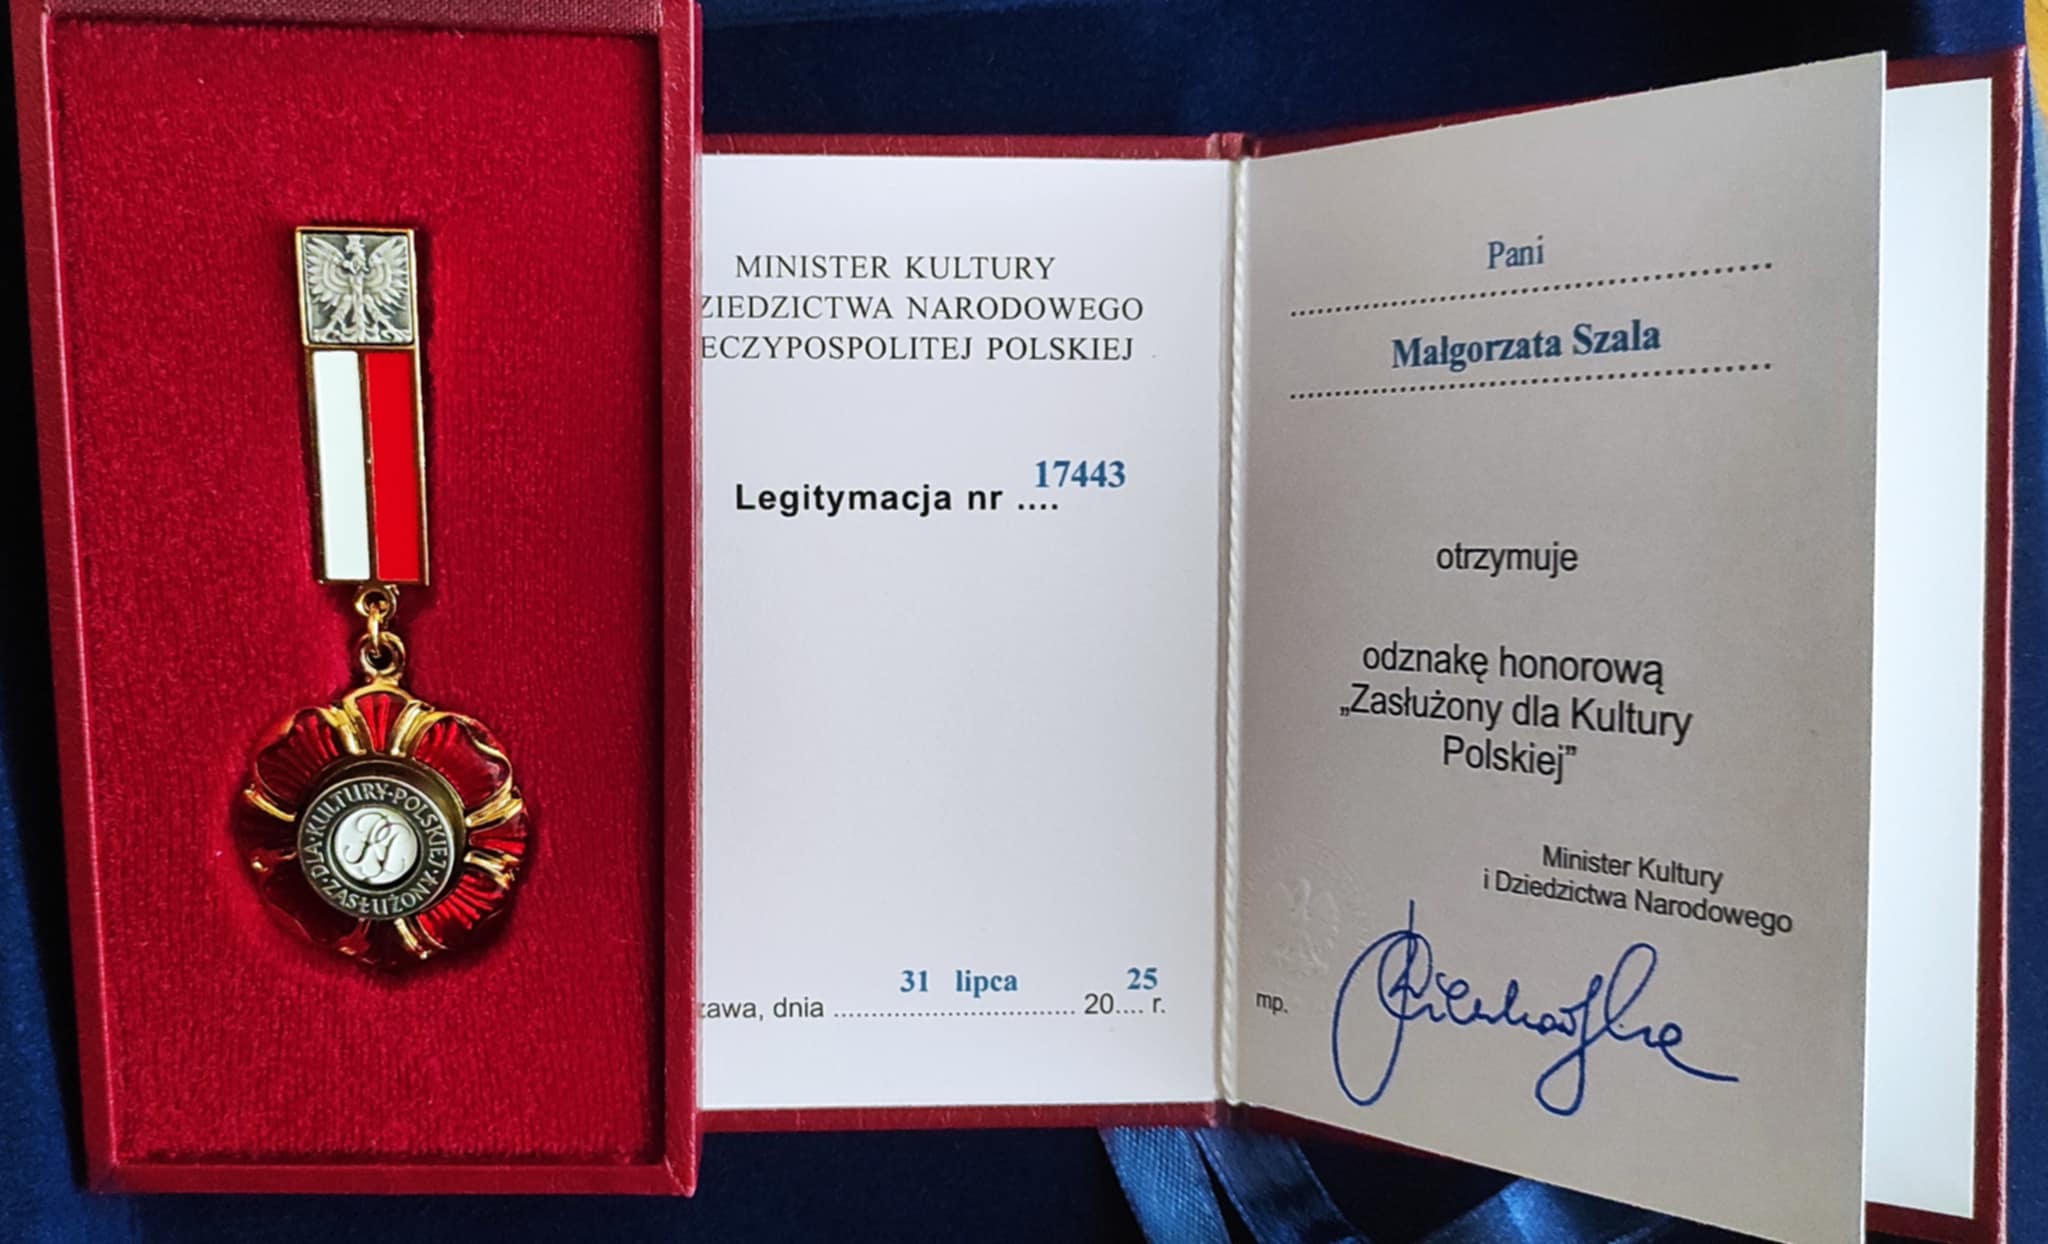 DLA·KULTURY·POLSKIEJ·ZASŁUŻONY
MINISTER KULTURY
ZIEDZICTWA NARODOWEGO
ECZYPOSPOLITEJ POLSKIEJ
17443
Legitymacja nr ....
31 lipca 25
zawa, dnia ................................ 20.... r.
Pani
Małgorzata Szala
otrzymuje
odznakę honorową
„Zasłużony dla Kultury
Polskiej”
Minister Kultury
i Dziedzictwa Narodowego
mp.